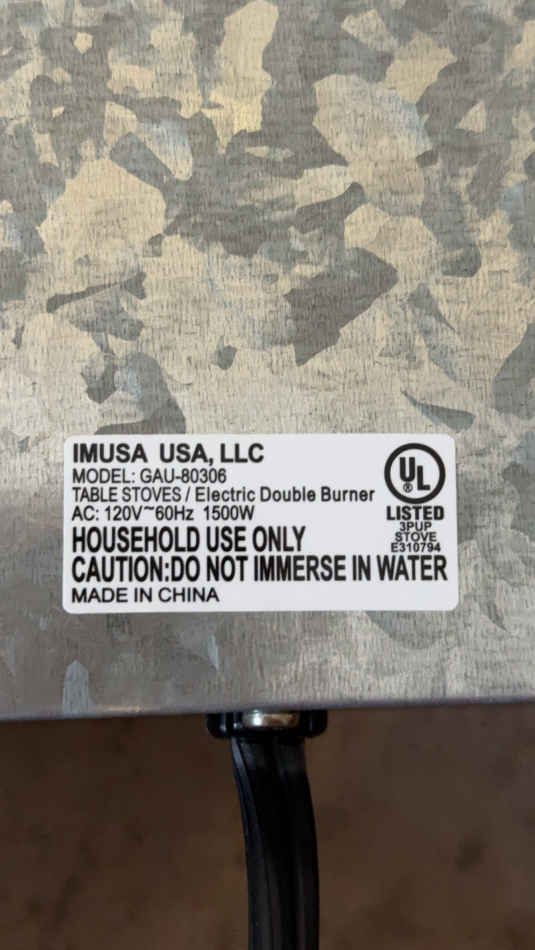 IMUSA USA, LLC
MODEL: GAU-80306
TABLE STOVES / Electric Double Burner
AC: 120V~60Hz 1500W
HOUSEHOLD USE ONLY
CAUTION:DO NOT IMMERSE IN WATER
MADE IN CHINA
UL
®
LISTED
3PUP
STOVE
E310794